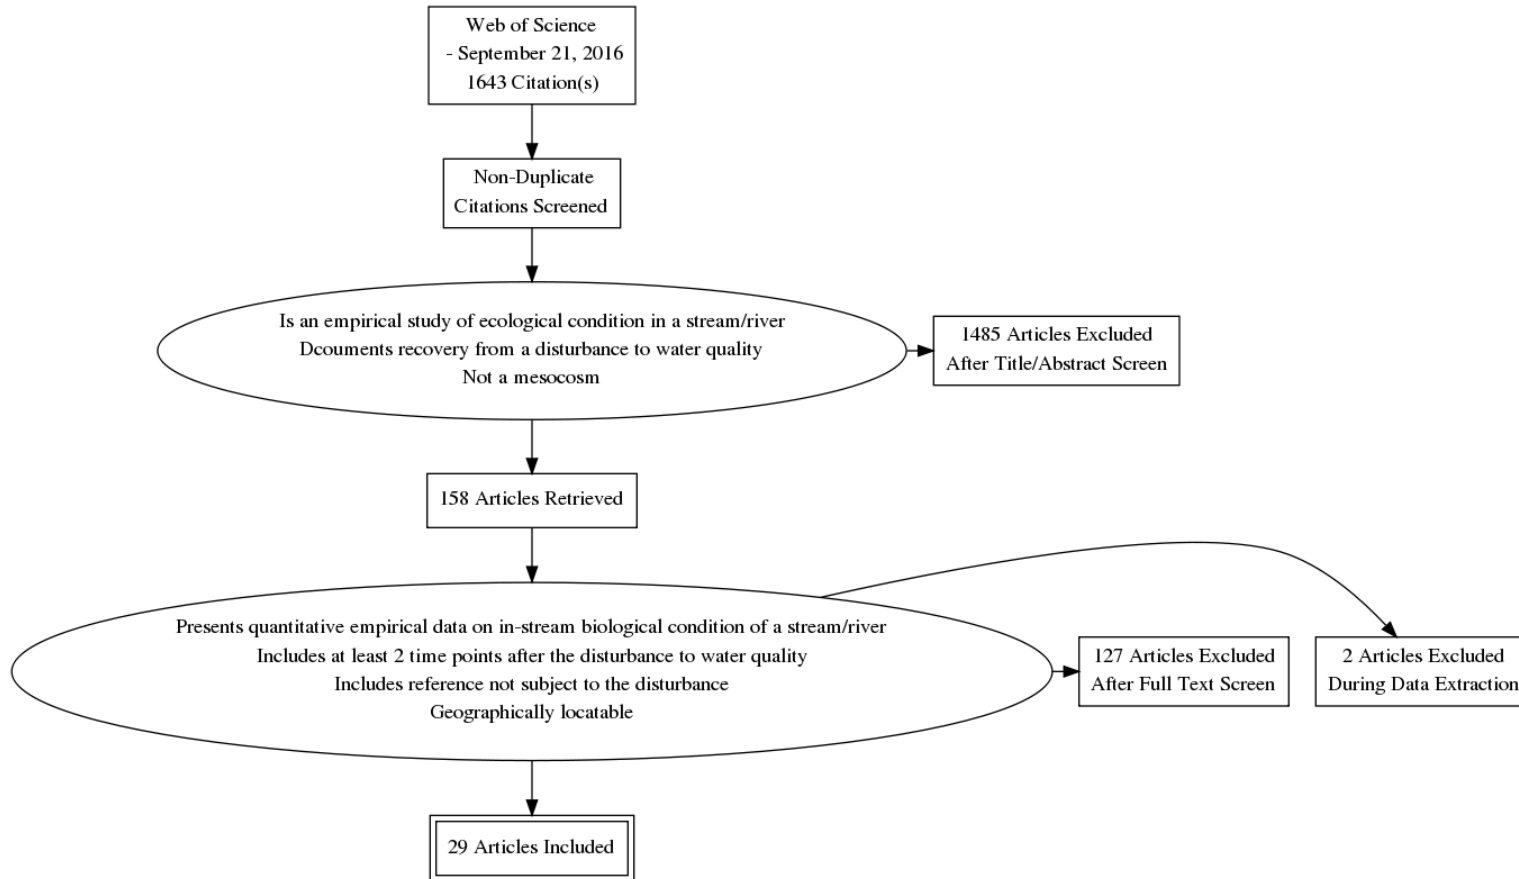 Web of Science
- September 21, 2016
1643 Citation(s)
Non-Duplicate
Citations Screened
Is an empirical study of ecological condition in a stream/river
Dcouments recovery from a disturbance to water quality
Not a mesocosm
1485 Articles Excluded
After Title/Abstract Screen
158 Articles Retrieved
Presents quantitative empirical data on in-stream biological condition of a stream/river
Includes at least 2 time points after the disturbance to water quality
Includes reference not subject to the disturbance
Geographically locatable
127 Articles Excluded
After Full Text Screen
2 Articles Excluded
During Data Extraction
29 Articles Included